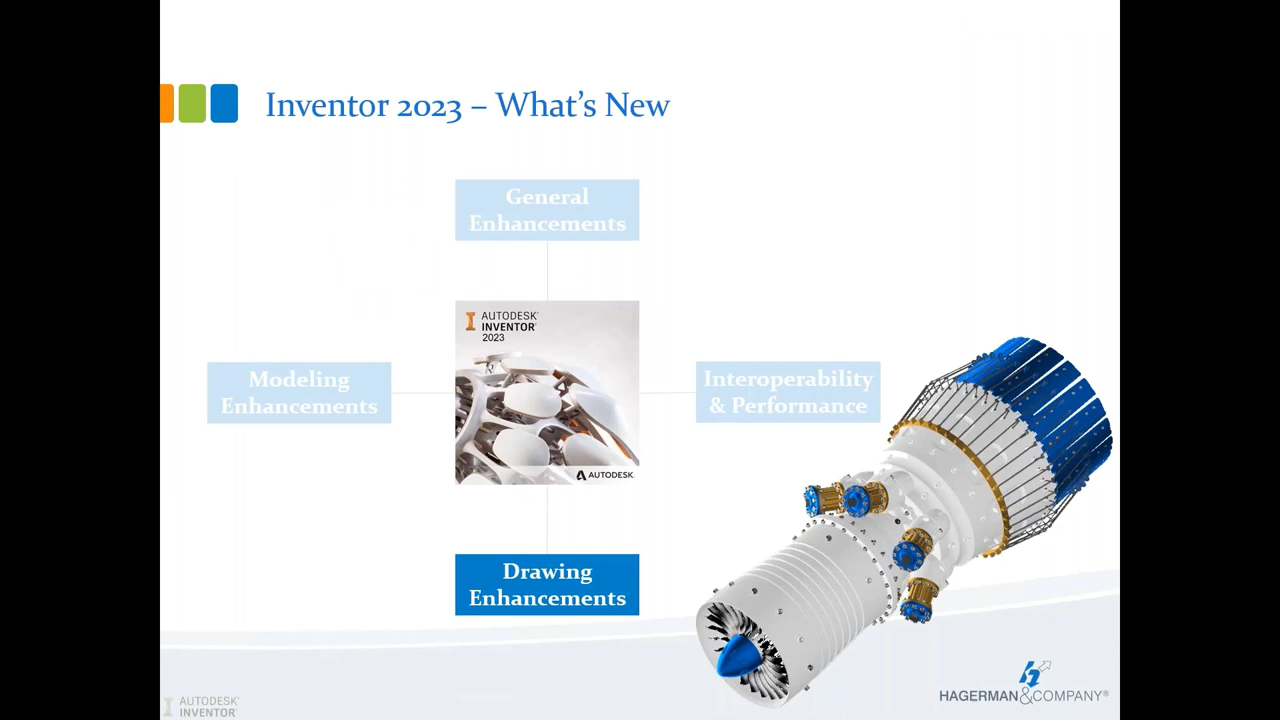 Inventor 2023 – What's New
General
Enhancements
AUTODESK®
INVENTOR®
2023
AUTODESK.
Modeling
Enhancements
Interoperability
& Performance
Drawing
Enhancements
AUTODESK®
INVENTOR®
HAGERMAN&COMPANY®